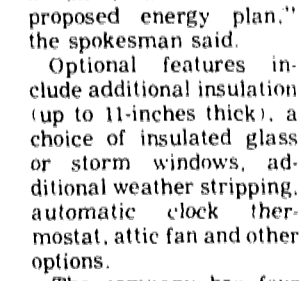 proposed energy plan,"
the spokesman said.
Optional features in-
clude additional insulation
(up to 11-inches thick), a
choice of insulated glass
or storm windows, ad-
ditional weather stripping,
automatic clock ther-
mostat, attic fan and other
options.